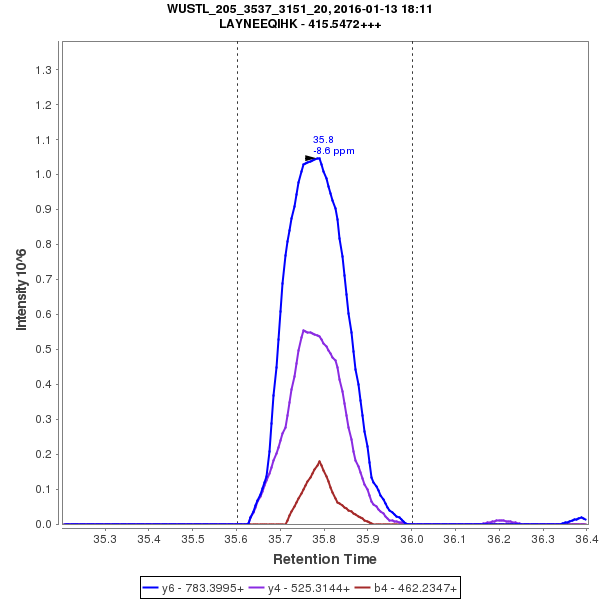 WUSTL_205_3537_3151_20, 2016-01-13 18:11
LAYNEEQIHK - 415.5472+++
35.8
-8.6 ppm
Intensity 10^6
1.3
1.2
1.1
1.0
0.9
0.8
0.7
0.6
0.5
0.4
0.3
0.2
0.1
0.0
35.3 35.4 35.5 35.6 35.7 35.8 35.9 36.0 36.1 36.2 36.3 36.4
Retention Time
y6 - 783.3995+ y4 - 525.3144+ b4 - 462.2347+